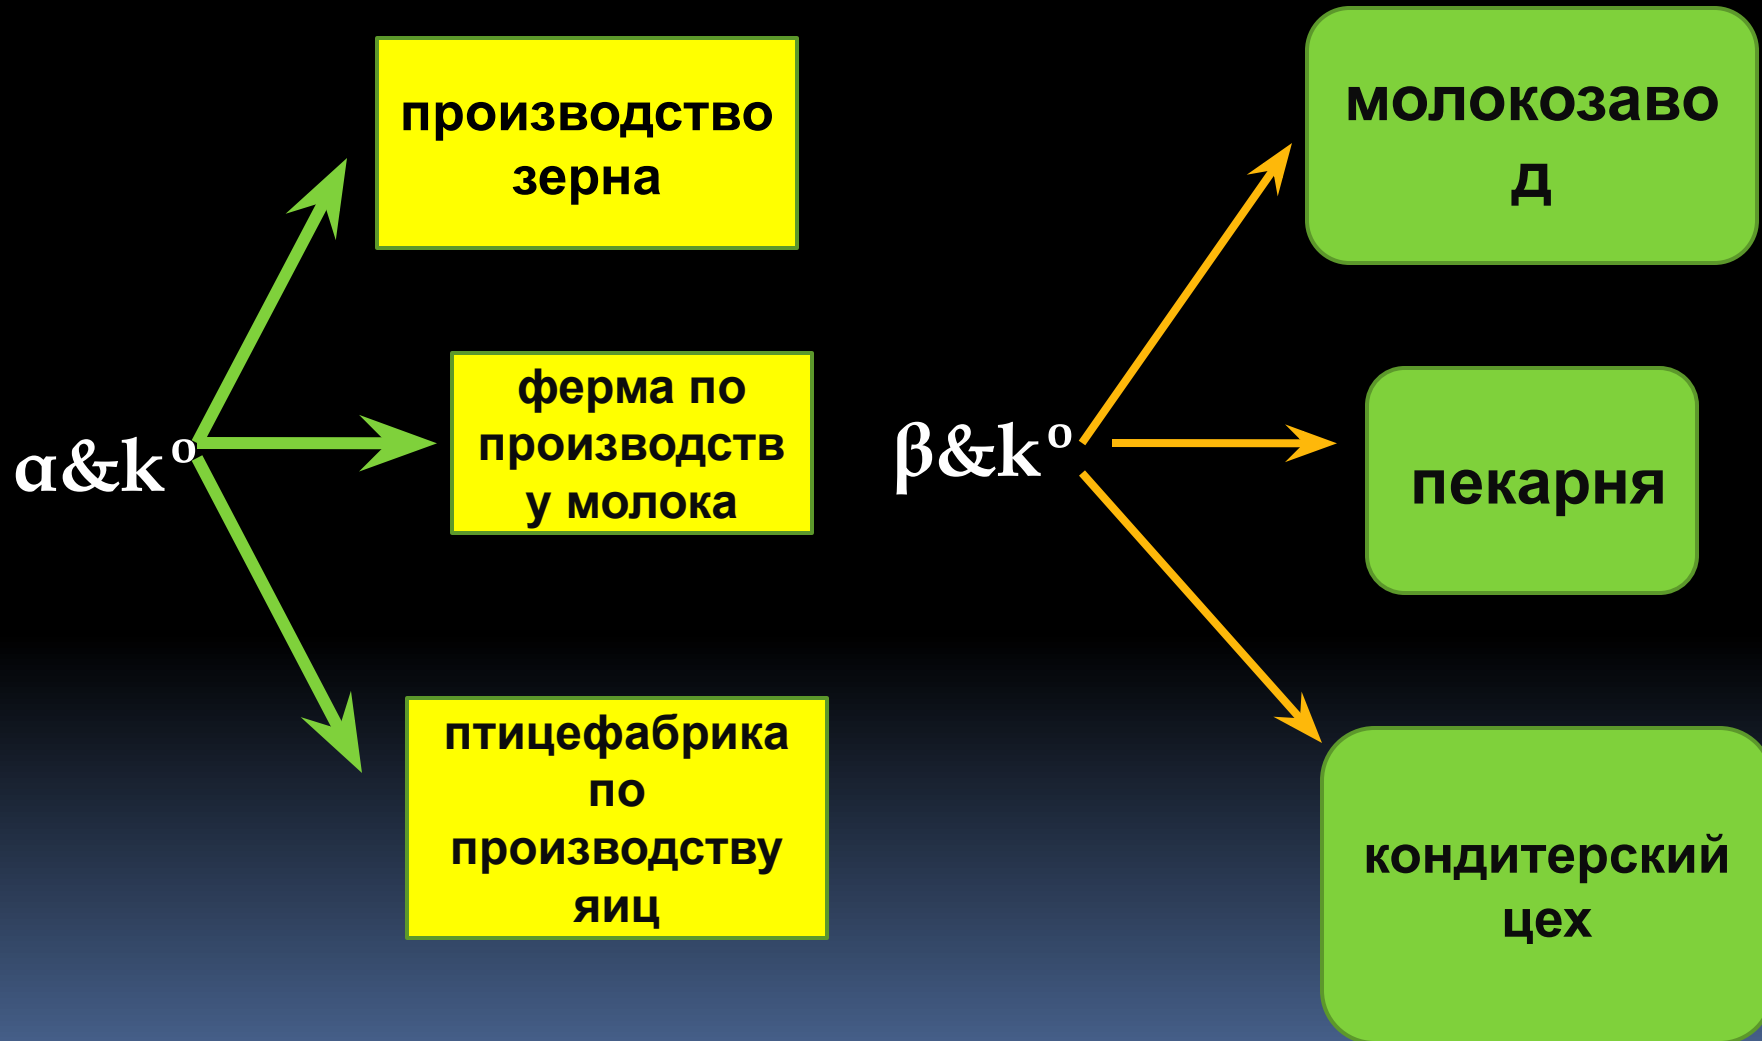 производство
зерна
α&kº
ферма по
производств
у молока
птицефабрика
по
производству
яиц
β&kº
молокозаво
д
пекарня
кондитерский
цех